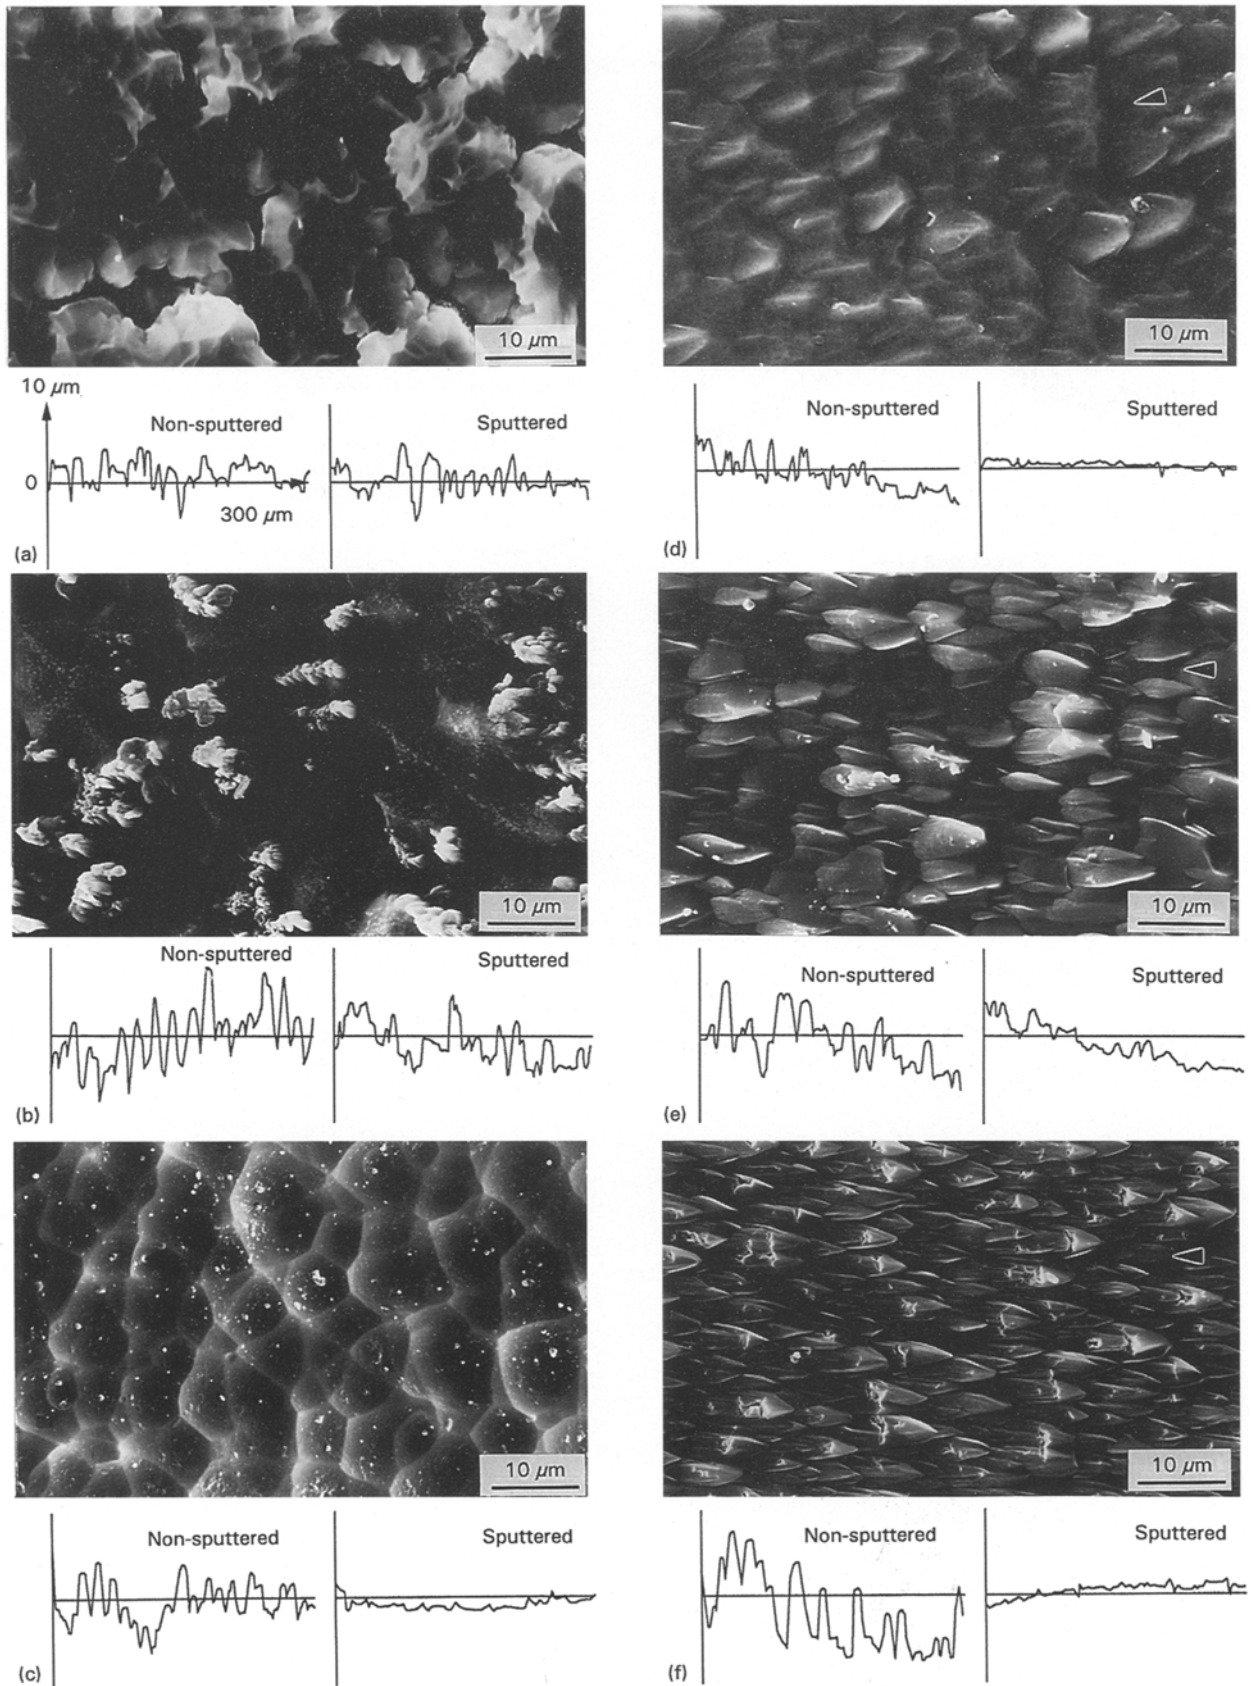 10 μm
10 μm
Non-sputtered
Sputtered
0
300 μm
(a)
10 μm
Non-sputtered
Sputtered
(b)
10 μm
Non-sputtered
Sputtered
(c)
10 μm
Non-sputtered
Sputtered
(d)
10 μm
Non-sputtered
Sputtered
(e)
10 μm
Non-sputtered
Sputtered
(f)